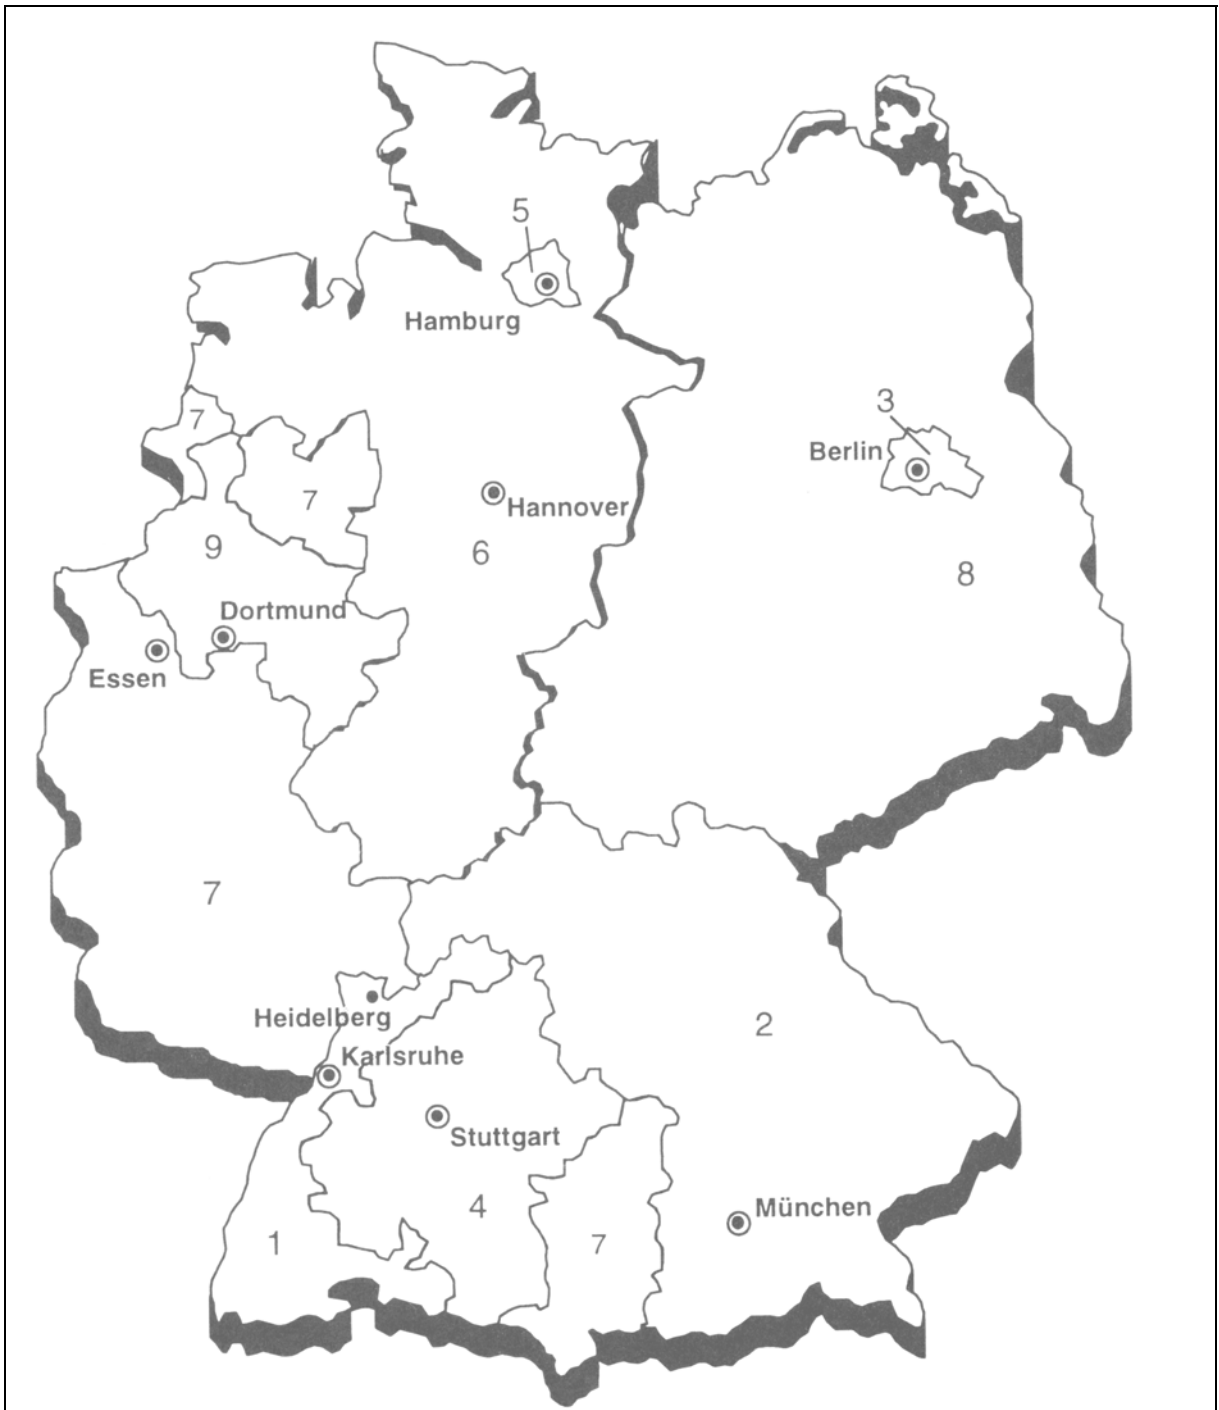 5
Hamburg
3
7
Berlin
7
Hannover
9
6
8
Dortmund
Essen
7
Heidelberg
2
Karlsruhe
Stuttgart
4
München
1
7